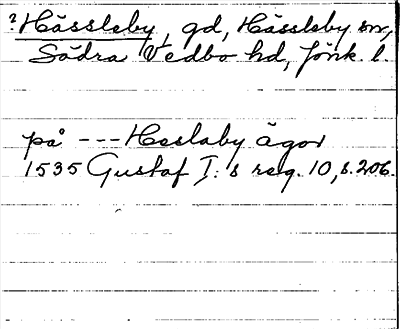 ?Hässleby, gd, Hässleby sn,
Södra Vedbo hd, Jönk. l.
på --- Hesslaby ägor
1535 Gustaf I:s reg. 10, s. 206.